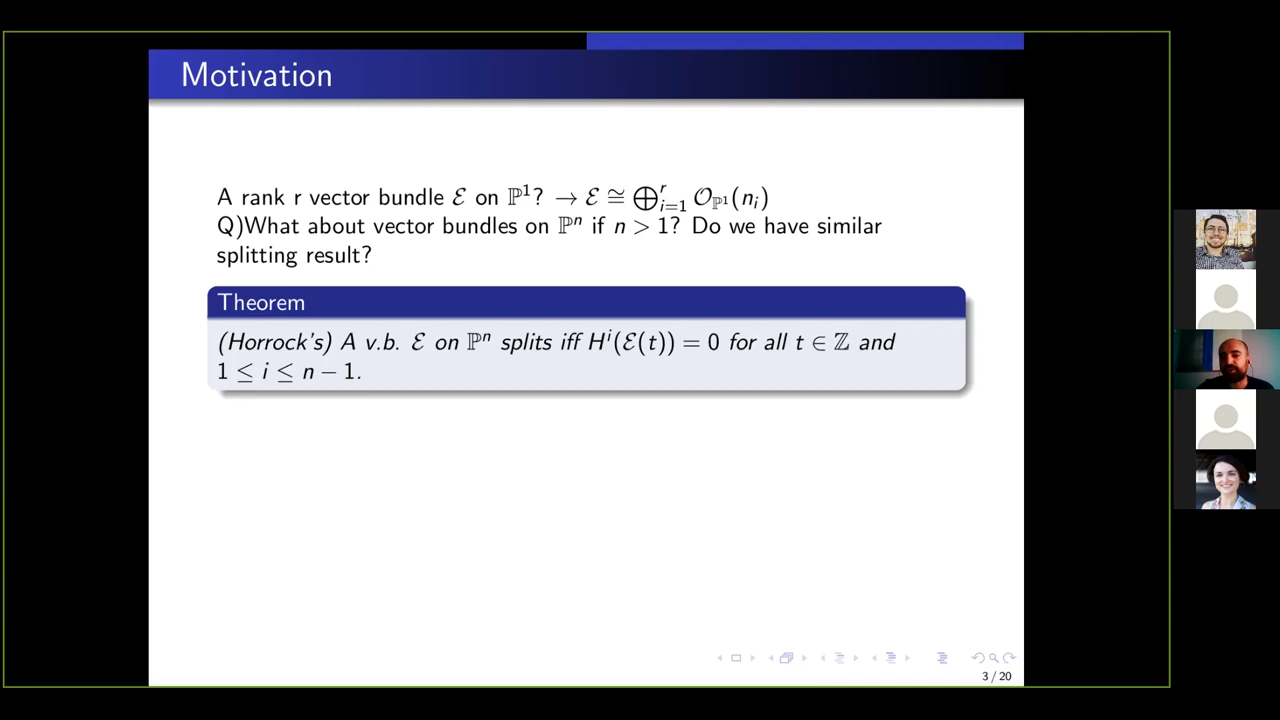 Motivation
A rank r vector bundle ℰ on ℙ¹? → ℰ ≅ ⨁ʳᵢ₌₁ 𝒪_ℙ¹(nᵢ)
Q)What about vector bundles on ℙⁿ if n > 1? Do we have similar
splitting result?
Theorem
(Horrock's) A v.b. ℰ on ℙⁿ splits iff Hⁱ(ℰ(t)) = 0 for all t ∈ ℤ and
1 ≤ i ≤ n − 1.
3 / 20